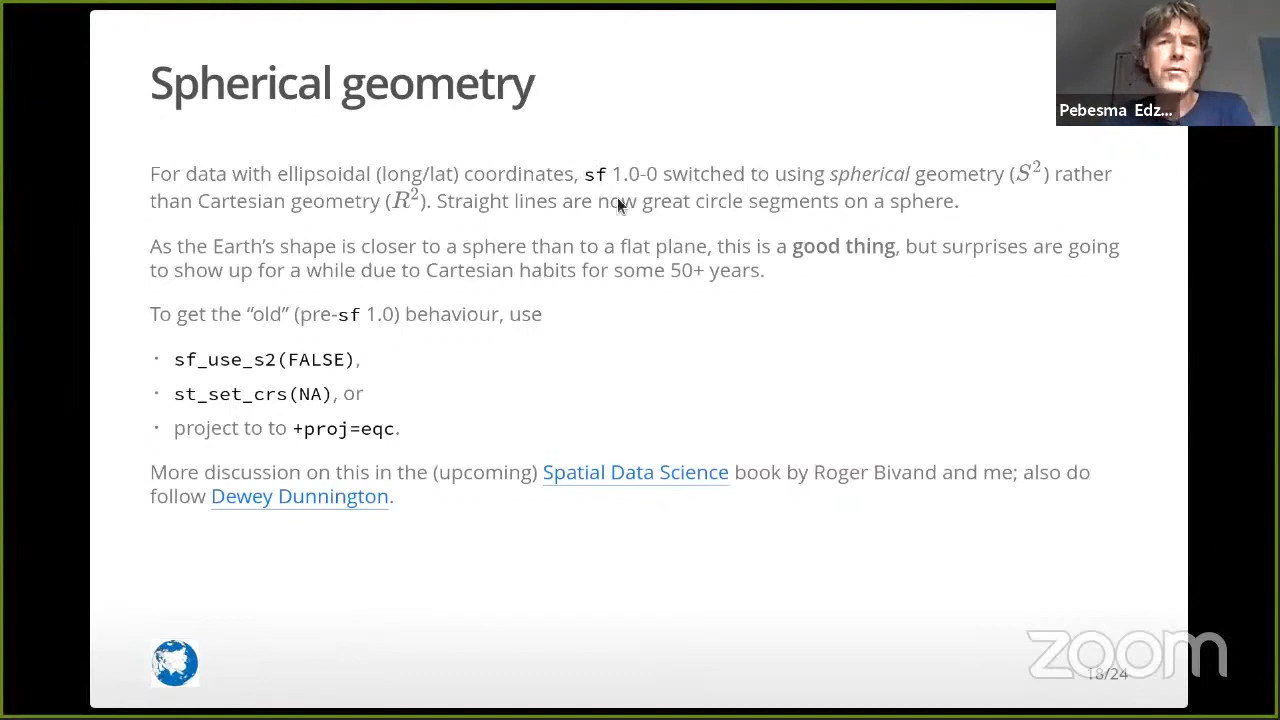 Spherical geometry
Pebesma Edz...
For data with ellipsoidal (long/lat) coordinates, sf 1.0-0 switched to using spherical geometry (S²) rather
than Cartesian geometry (R²). Straight lines are now great circle segments on a sphere.
As the Earth’s shape is closer to a sphere than to a flat plane, this is a good thing, but surprises are going
to show up for a while due to Cartesian habits for some 50+ years.
To get the “old” (pre-sf 1.0) behaviour, use
· sf_use_s2(FALSE),
· st_set_crs(NA), or
· project to to +proj=eqc.
More discussion on this in the (upcoming) Spatial Data Science book by Roger Bivand and me; also do
follow Dewey Dunnington.
zoom
18/24